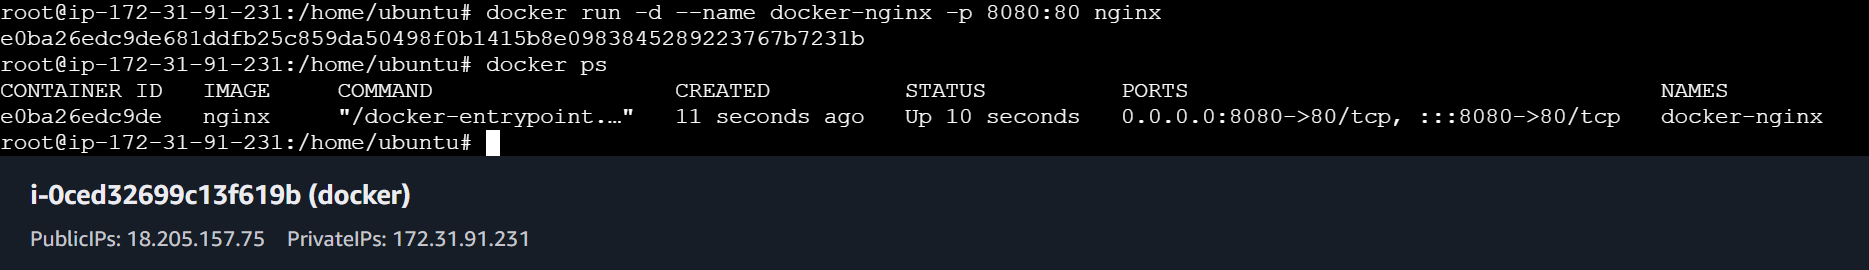 root@ip-172-31-91-231:/home/ubuntu# docker run -d --name docker-nginx -p 8080:80 nginx
e0ba26edc9de681ddfb25c859da50498f0b1415b8e0983845289223767b7231b
root@ip-172-31-91-231:/home/ubuntu# docker ps
CONTAINER ID   IMAGE     COMMAND                  CREATED          STATUS          PORTS                                   NAMES
e0ba26edc9de   nginx     "/docker-entrypoint.…"   11 seconds ago   Up 10 seconds   0.0.0.0:8080->80/tcp, :::8080->80/tcp   docker-nginx
root@ip-172-31-91-231:/home/ubuntu#
i-0ced32699c13f619b (docker)
PublicIPs: 18.205.157.75 PrivateIPs: 172.31.91.231